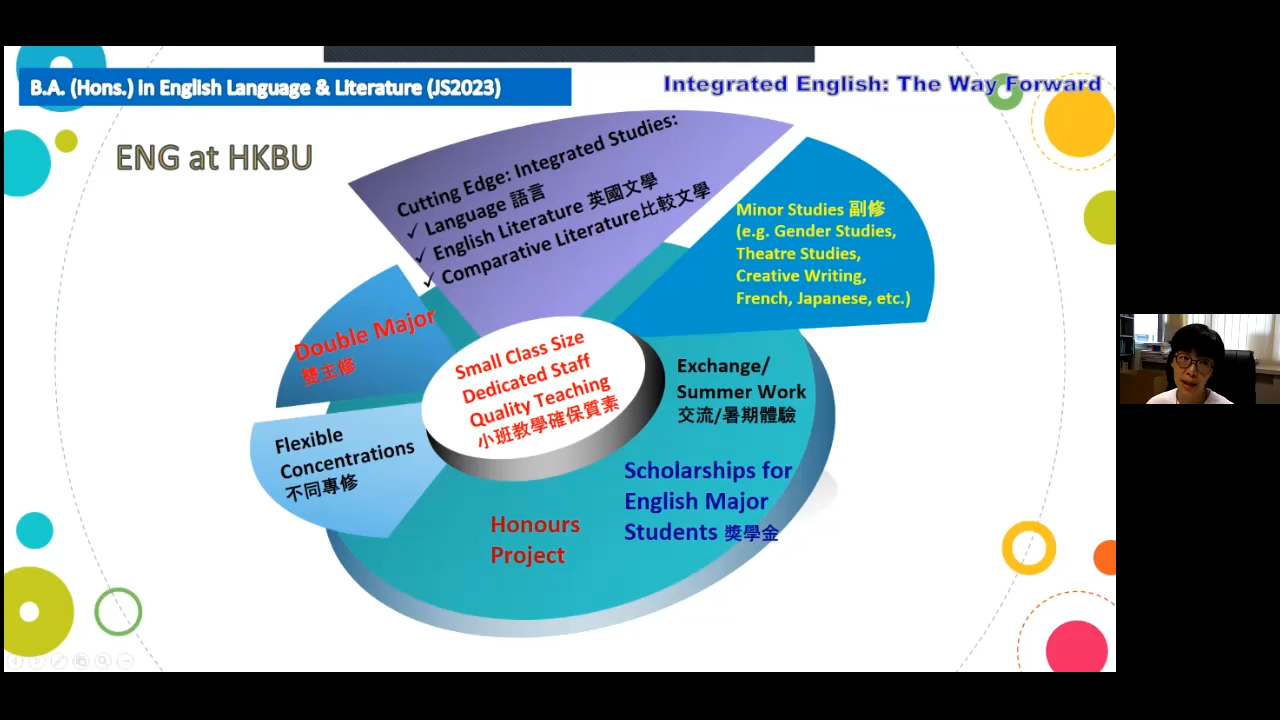 B.A. (Hons.) in English Language & Literature (JS2023)
Integrated English: The Way Forward
ENG at HKBU
Cutting Edge: Integrated Studies:
✓ Language 語言
✓ English Literature 英國文學
✓ Comparative Literature比較文學
Minor Studies 副修
(e.g. Gender Studies,
Theatre Studies,
Creative Writing,
French, Japanese, etc.)
Double Major
雙主修
Small Class Size
Dedicated Staff
Quality Teaching
小班教學確保質素
Exchange/
Summer Work
交流/暑期體驗
Flexible
Concentrations
不同專修
Scholarships for
English Major
Students 獎學金
Honours
Project